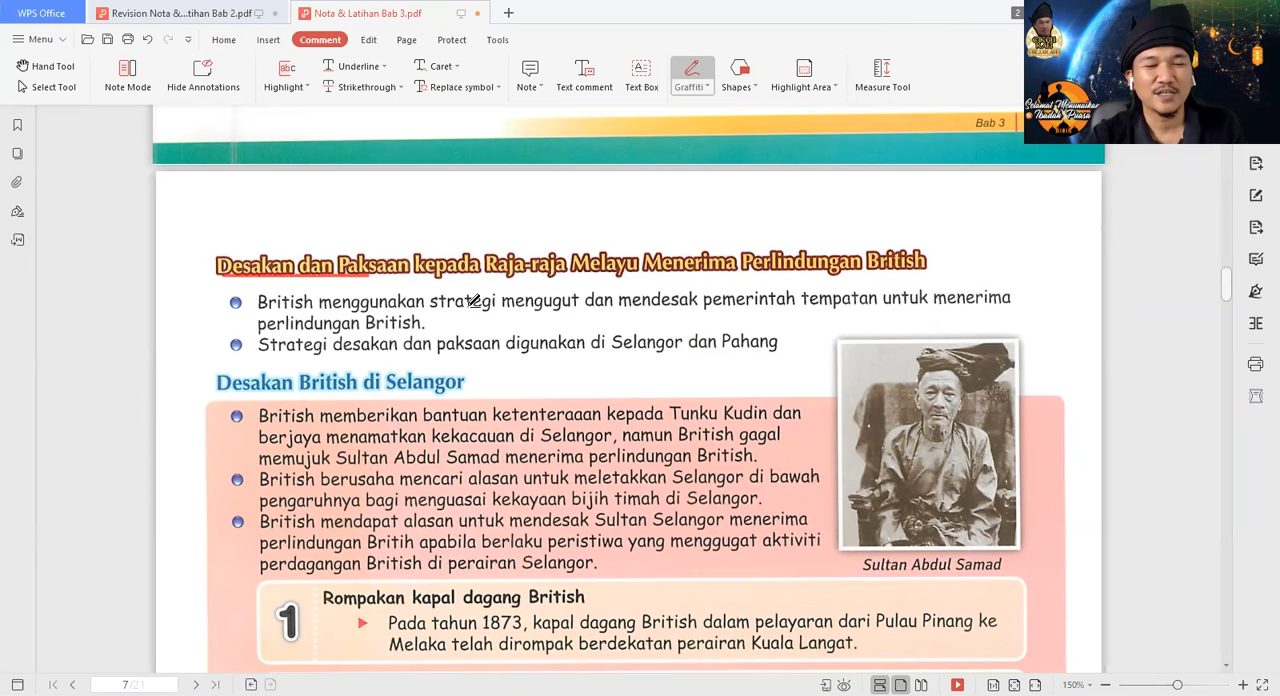 WPS Office
Revision Nota &...tihan Bab 2.pdf
Nota & Latihan Bab 3.pdf
2
Menu
Home
Insert
Comment
Edit
Page
Protect
Tools
Hand Tool
Select Tool
Note Mode
Hide Annotations
Highlight
Underline
Strikethrough
Caret
Replace symbol
Note
Text comment
Text Box
Graffiti
Shapes
Highlight Area
Measure Tool
Selamat Menunaikan
Ibadah Puasa
Bab 3
Desakan dan Paksaan kepada Raja-raja Melayu Menerima Perlindungan British
British menggunakan strategi mengugut dan mendesak pemerintah tempatan untuk menerima
perlindungan British.
Strategi desakan dan paksaan digunakan di Selangor dan Pahang
Desakan British di Selangor
British memberikan bantuan ketenteraaan kepada Tunku Kudin dan
berjaya menamatkan kekacauan di Selangor, namun British gagal
memujuk Sultan Abdul Samad menerima perlindungan British.
British berusaha mencari alasan untuk meletakkan Selangor di bawah
pengaruhnya bagi menguasai kekayaan bijih timah di Selangor.
British mendapat alasan untuk mendesak Sultan Selangor menerima
perlindungan Britih apabila berlaku peristiwa yang menggugat aktiviti
perdagangan British di perairan Selangor.
Sultan Abdul Samad
1
Rompakan kapal dagang British
Pada tahun 1873, kapal dagang British dalam pelayaran dari Pulau Pinang ke
Melaka telah dirompak berdekatan perairan Kuala Langat.
7/21
150%